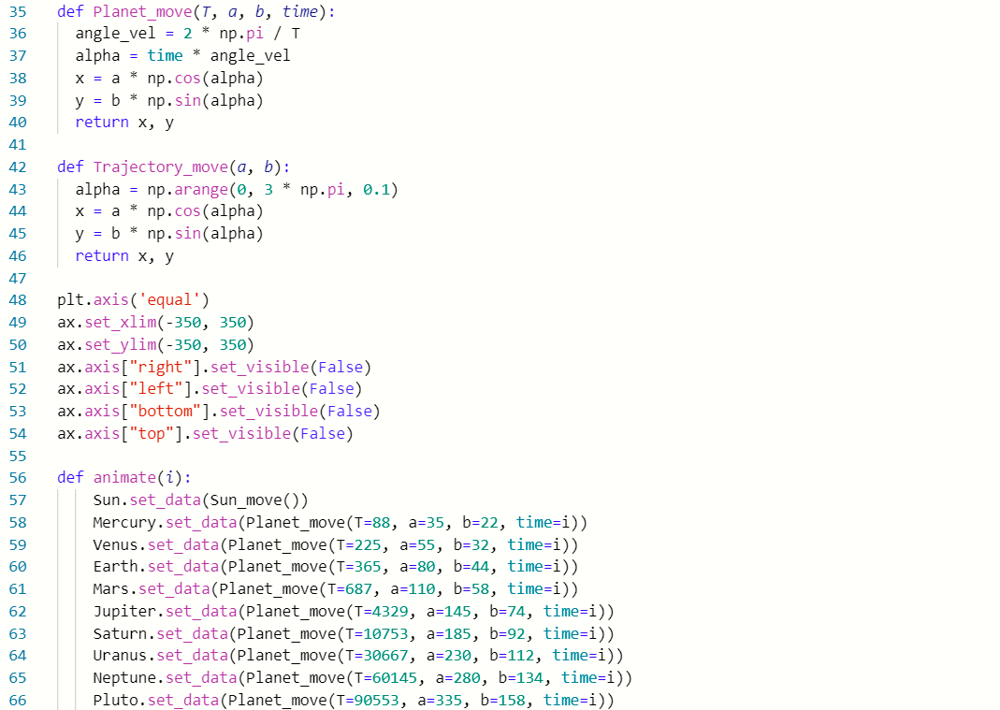 35 def Planet_move(T, a, b, time):
36 angle_vel = 2 * np.pi / T
37 alpha = time * angle_vel
38 x = a * np.cos(alpha)
39 y = b * np.sin(alpha)
40 return x, y
41
42 def Trajectory_move(a, b):
43 alpha = np.arange(0, 3 * np.pi, 0.1)
44 x = a * np.cos(alpha)
45 y = b * np.sin(alpha)
46 return x, y
47
48 plt.axis('equal')
49 ax.set_xlim(-350, 350)
50 ax.set_ylim(-350, 350)
51 ax.axis["right"].set_visible(False)
52 ax.axis["left"].set_visible(False)
53 ax.axis["bottom"].set_visible(False)
54 ax.axis["top"].set_visible(False)
55
56 def animate(i):
57 Sun.set_data(Sun_move())
58 Mercury.set_data(Planet_move(T=88, a=35, b=22, time=i))
59 Venus.set_data(Planet_move(T=225, a=55, b=32, time=i))
60 Earth.set_data(Planet_move(T=365, a=80, b=44, time=i))
61 Mars.set_data(Planet_move(T=687, a=110, b=58, time=i))
62 Jupiter.set_data(Planet_move(T=4329, a=145, b=74, time=i))
63 Saturn.set_data(Planet_move(T=10753, a=185, b=92, time=i))
64 Uranus.set_data(Planet_move(T=30667, a=230, b=112, time=i))
65 Neptune.set_data(Planet_move(T=60145, a=280, b=134, time=i))
66 Pluto.set_data(Planet_move(T=90553, a=335, b=158, time=i))